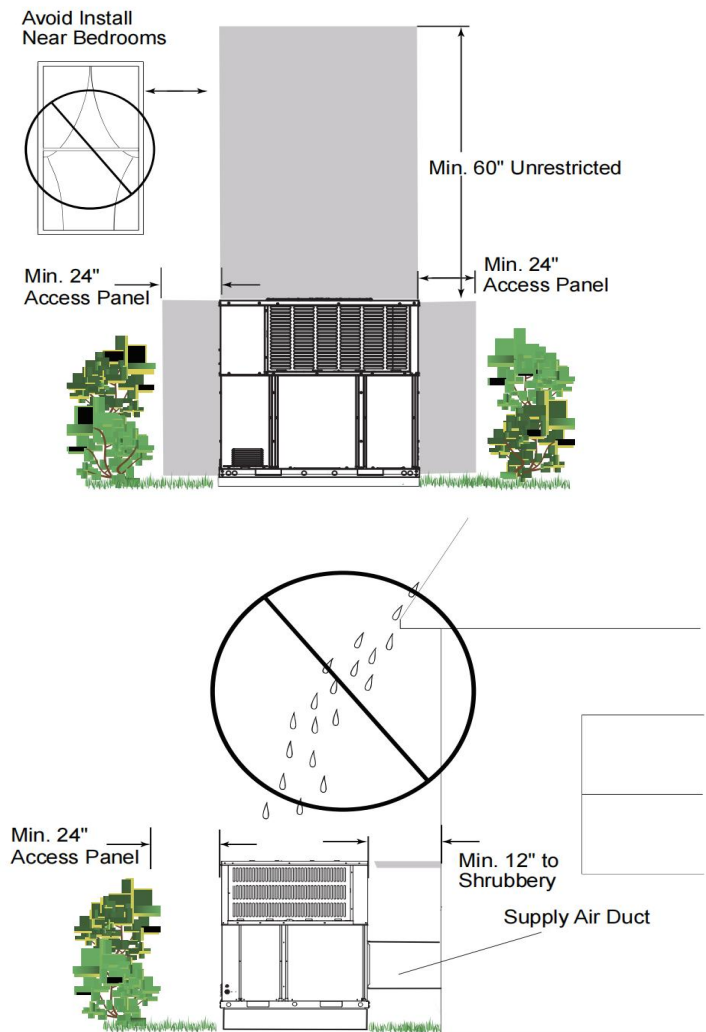 Avoid Install
Near Bedrooms
Min. 60" Unrestricted
Min. 24"
Access Panel
Min. 24"
Access Panel
Min. 24"
Access Panel
Min. 12" to
Shrubbery
Supply Air Duct